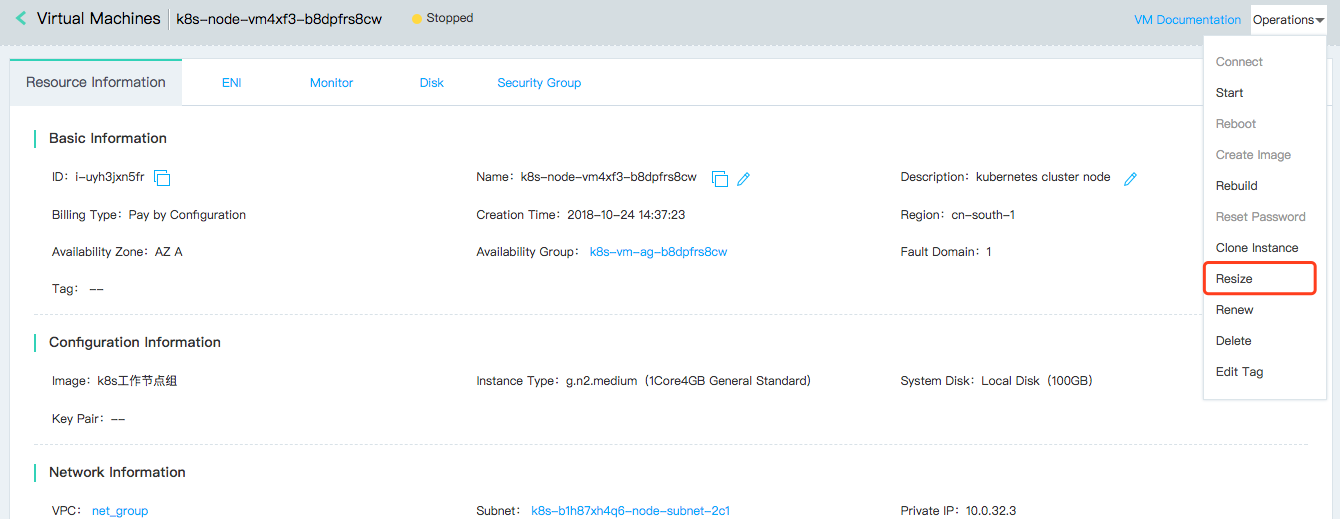 Virtual Machines k8s-node-vm4xf3-b8dpfrs8cw Stopped VM Documentation Operations
Resource Information ENI Monitor Disk Security Group
Connect
Start
Reboot
Create Image
Rebuild
Reset Password
Clone Instance
Resize
Renew
Delete
Edit Tag
Basic Information
ID: i-uyh3jxn5fr Name: k8s-node-vm4xf3-b8dpfrs8cw Description: kubernetes cluster node
Billing Type: Pay by Configuration Creation Time: 2018-10-24 14:37:23 Region: cn-south-1
Availability Zone: AZ A Availability Group: k8s-vm-ag-b8dpfrs8cw Fault Domain: 1
Tag: --
Configuration Information
Image: k8s工作节点组 Instance Type: g.n2.medium (1Core4GB General Standard) System Disk: Local Disk (100GB)
Key Pair: --
Network Information
VPC: net_group Subnet: k8s-b1h87xh4q6-node-subnet-2c1 Private IP: 10.0.32.3